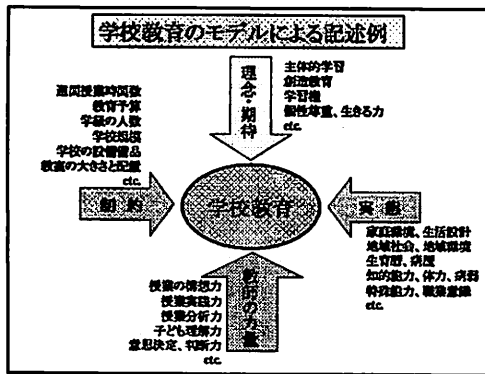 学校教育のモデルによる記述例
理念・期待
主体的学習
創造教育
学習権
個性尊重、生きる力
etc.
週間授業時間数
教育予算
学級の人数
学校規模
学校の設備備品
教室の大きさと配置
etc.
制約
学校教育
実態
家庭環境、生活設計
地域社会、地域環境
生育歴、病歴
知的能力、体力、病弱
特殊能力、職業意識
etc.
教師の力量
授業の構想力
授業実践力
授業分析力
子ども理解力
意思決定、判断力
etc.